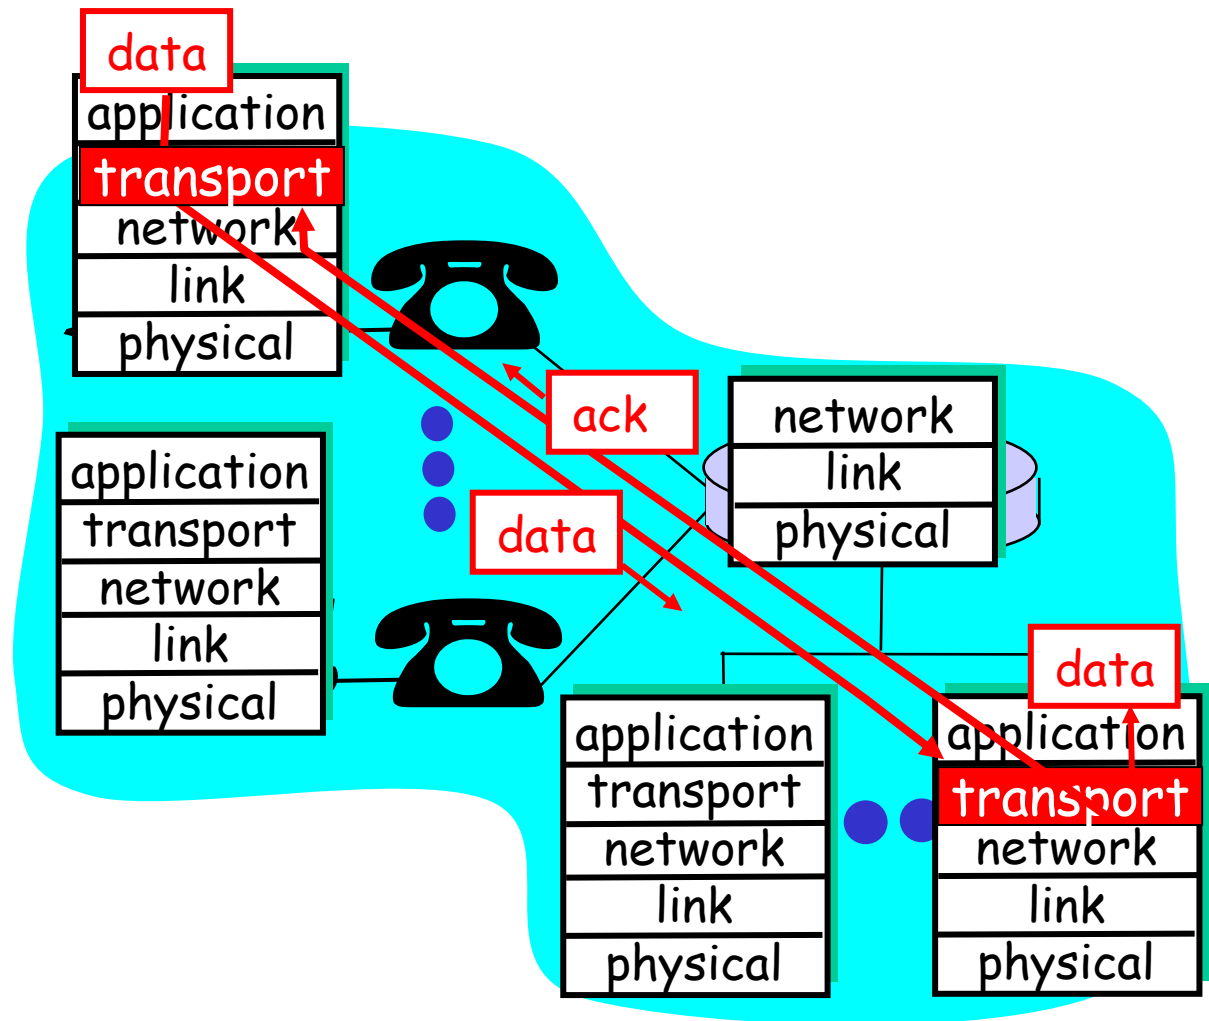 data
application
transport
network
link
physical
ack
network
link
physical
application
transport
network
link
physical
data
data
application
transport
network
link
physical
application
transport
network
link
physical